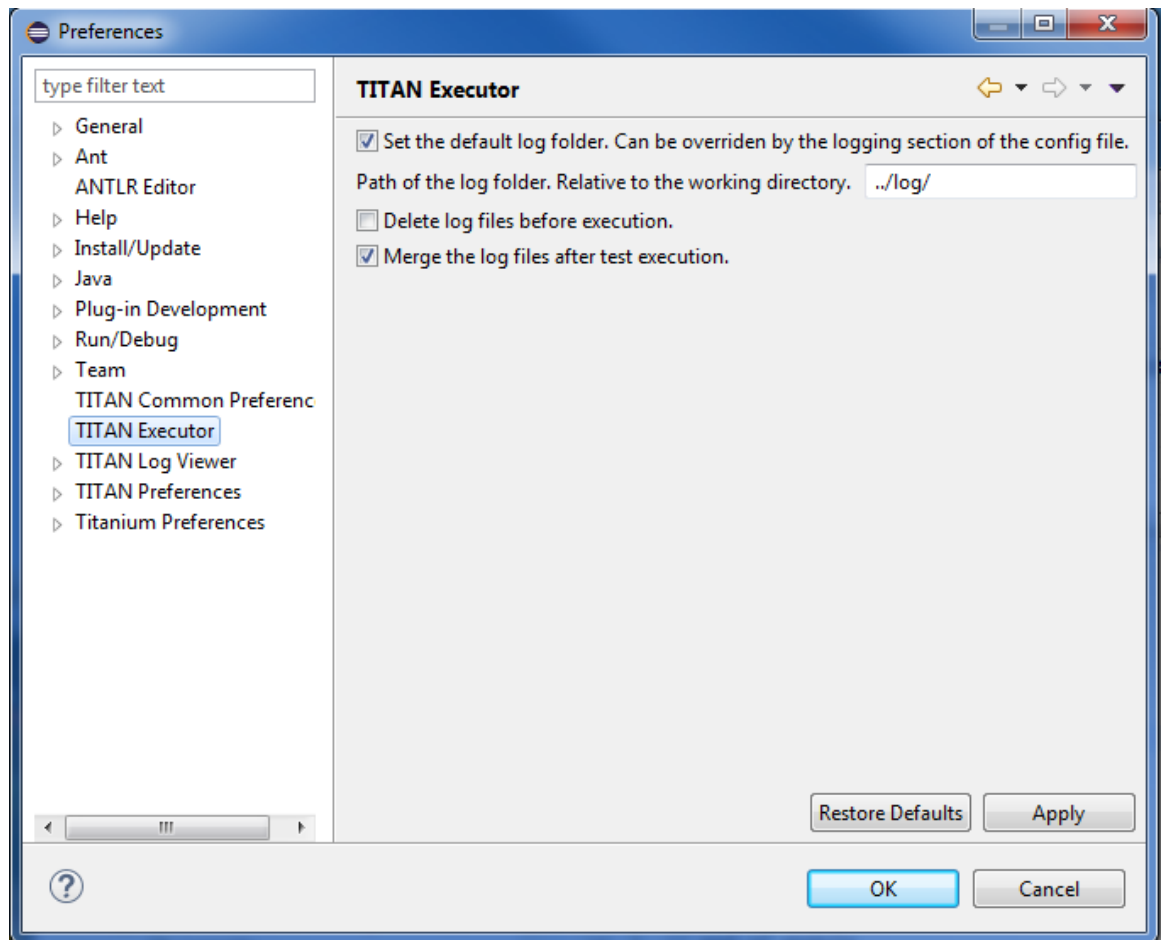 Preferences
type filter text
General
Ant
ANTLR Editor
Help
Install/Update
Java
Plug-in Development
Run/Debug
Team
TITAN Common Preferenc
TITAN Executor
TITAN Log Viewer
TITAN Preferences
Titanium Preferences
TITAN Executor
Set the default log folder. Can be overriden by the logging section of the config file.
Path of the log folder. Relative to the working directory. ../log/
Delete log files before execution.
Merge the log files after test execution.
Restore Defaults Apply
OK Cancel